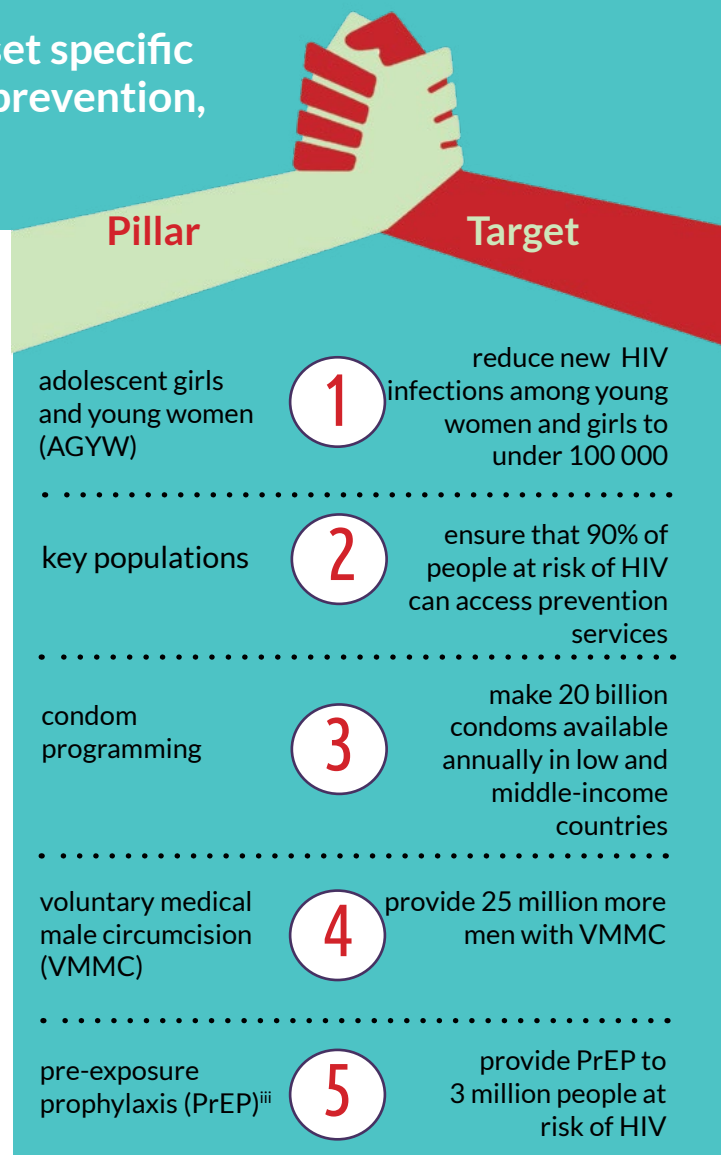 set specific
prevention,
Pillar
Target
adolescent girls
and young women
(AGYW)
1
reduce new HIV
infections among young
women and girls to
under 100 000
key populations
2
ensure that 90% of
people at risk of HIV
can access prevention
services
condom
programming
3
make 20 billion
condoms available
annually in low and
middle-income
countries
voluntary medical
male circumcision
(VMMC)
4
provide 25 million more
men with VMMC
pre-exposure
prophylaxis (PrEP)ⁱⁱⁱ
5
provide PrEP to
3 million people at
risk of HIV